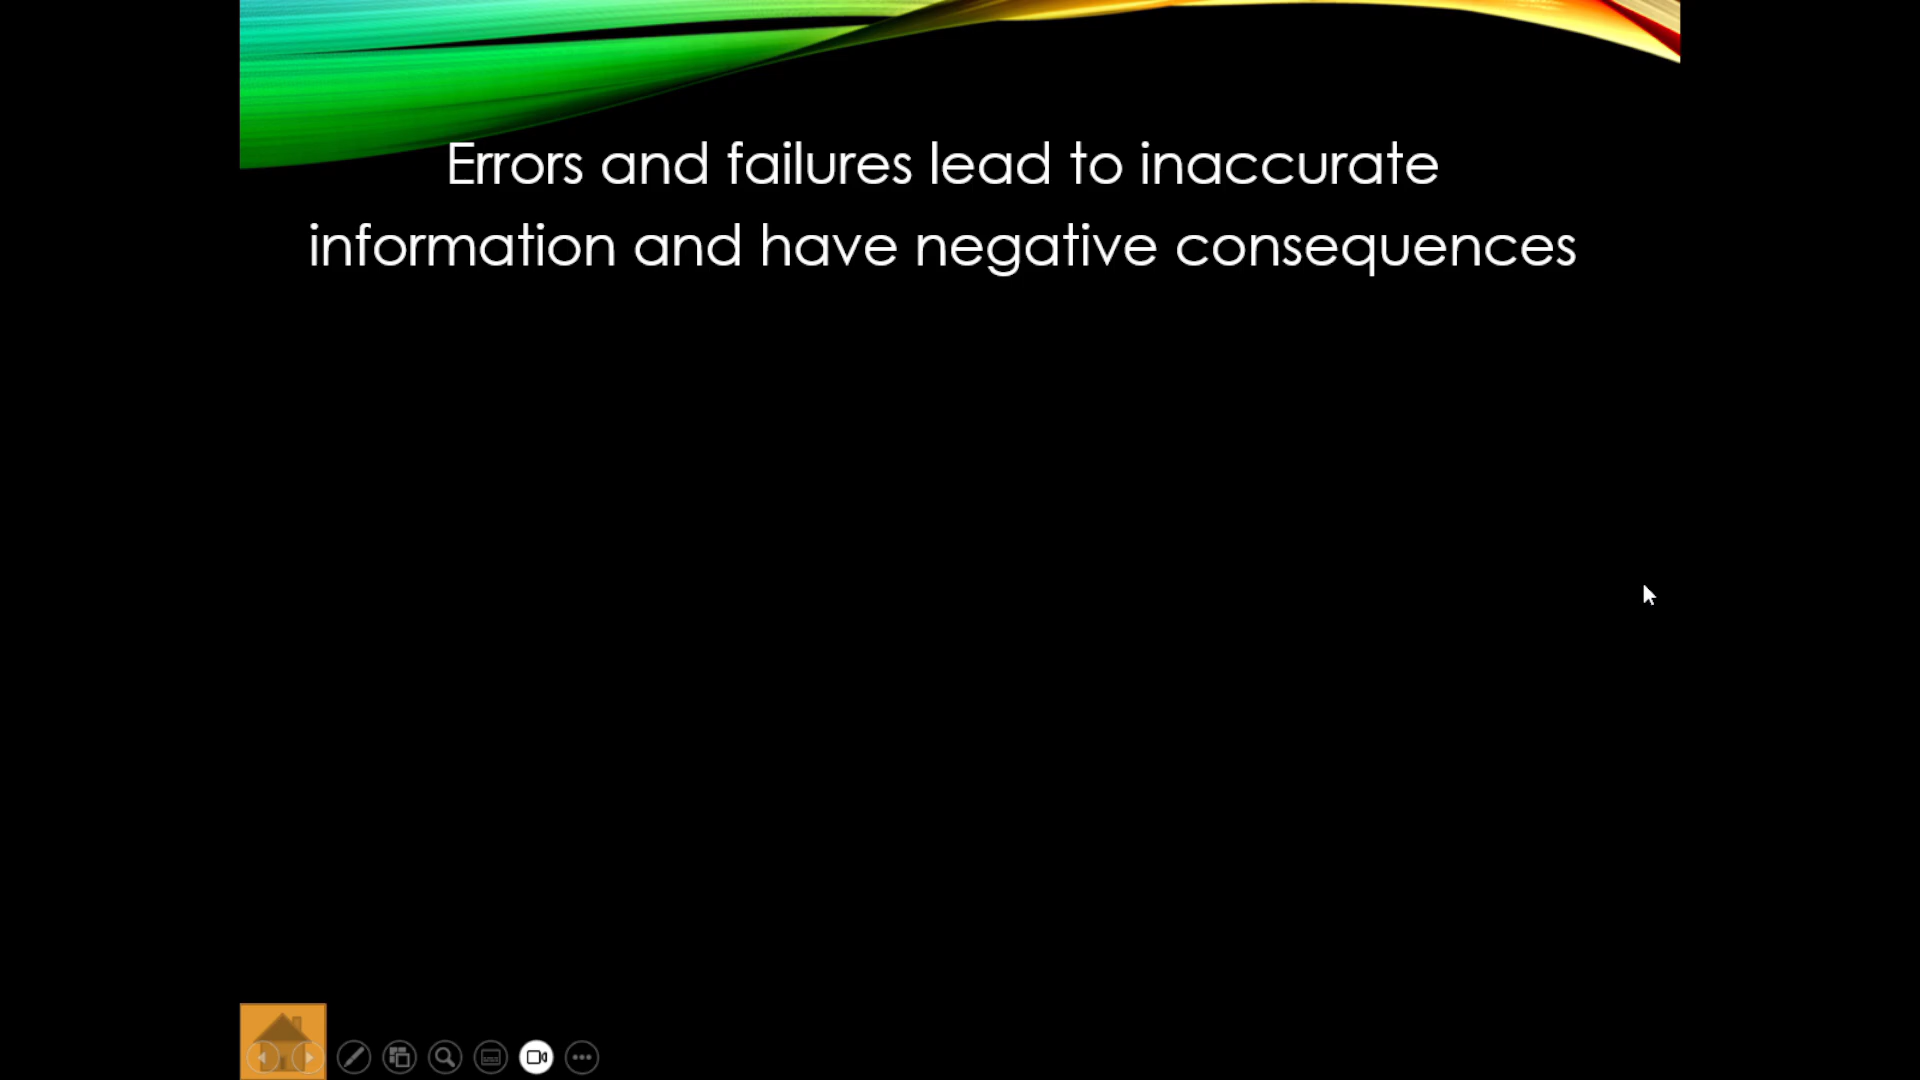 Errors and failures lead to inaccurate
information and have negative consequences